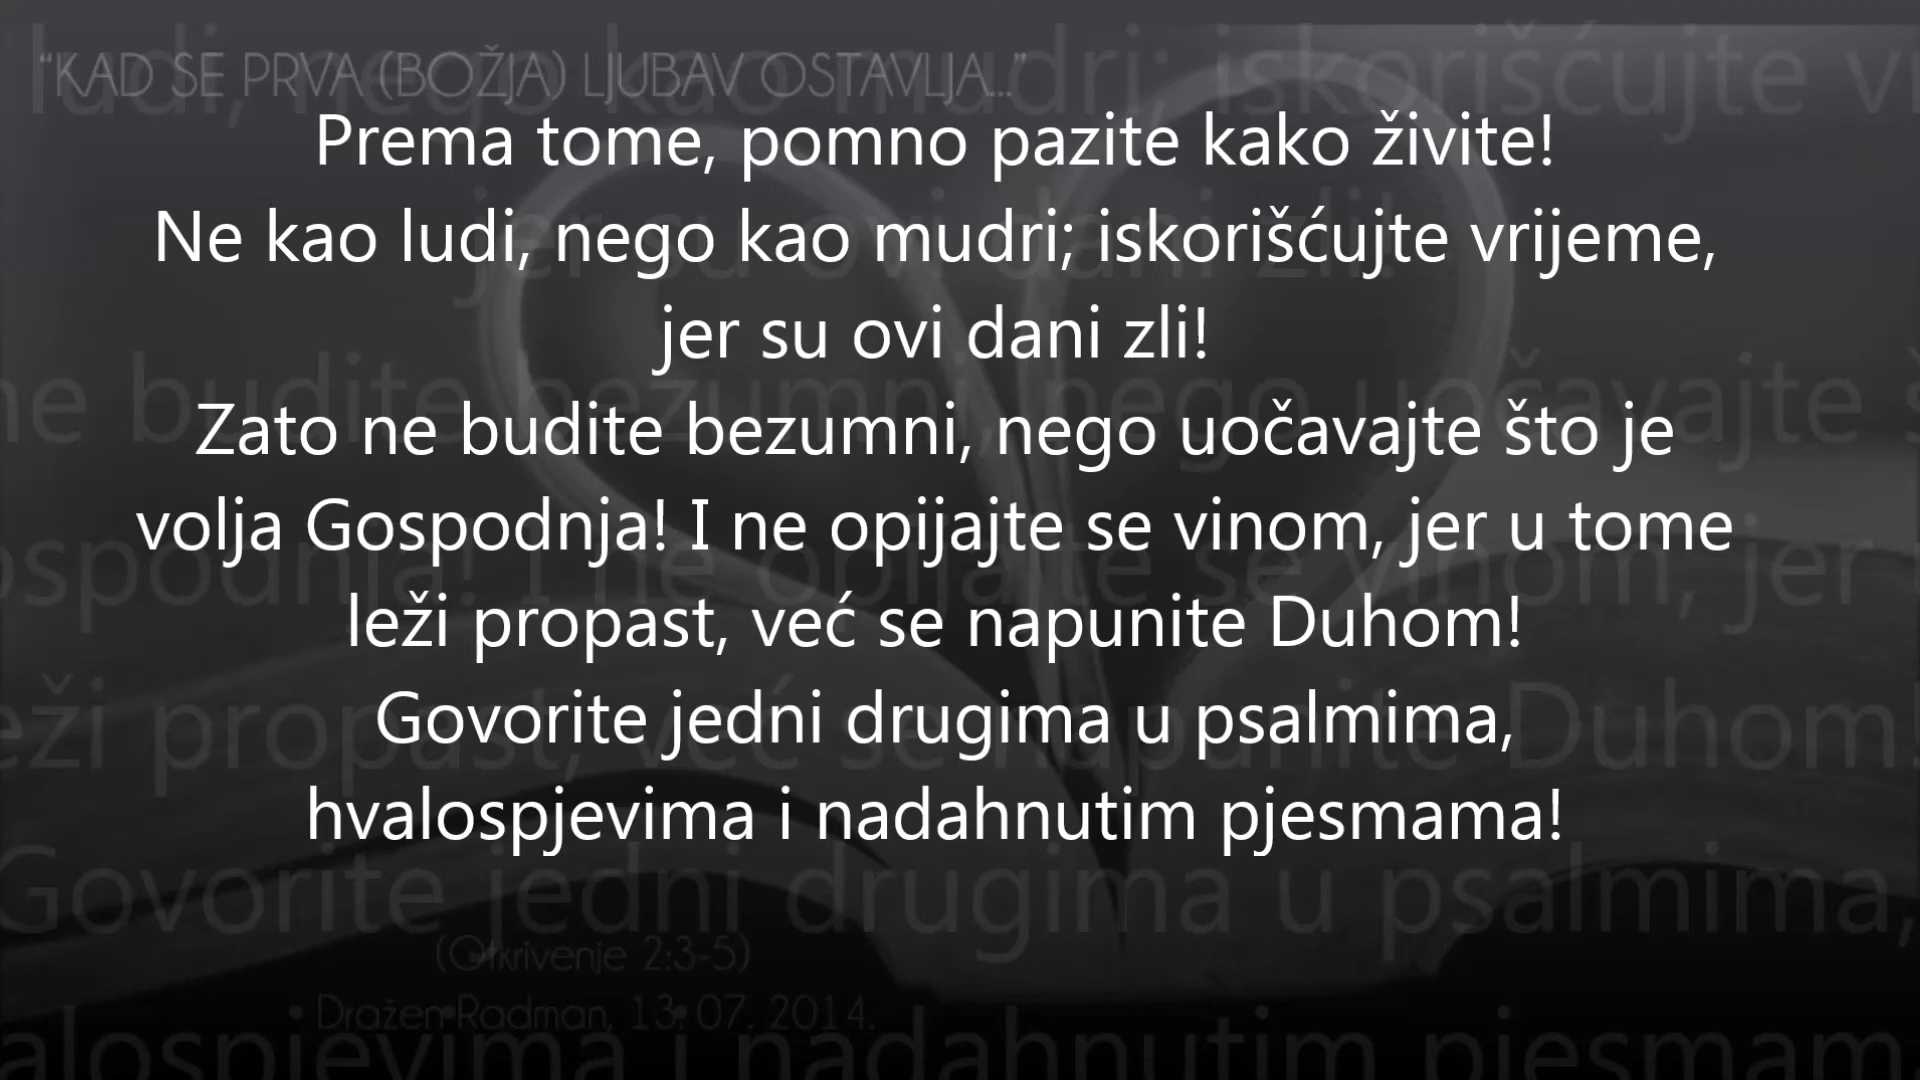 “KAD SE PRVA (BOŽJA) LJUBAV OSTAVLJA...”
Prema tome, pomno pazite kako živite!
Ne kao ludi, nego kao mudri; iskorišćujte vrijeme,
jer su ovi dani zli!
Zato ne budite bezumni, nego uočavajte što je
volja Gospodnja! I ne opijajte se vinom, jer u tome
leži propast, već se napunite Duhom!
Govorite jedni drugima u psalmima,
hvalospjevima i nadahnutim pjesmama!
(Otkrivenje 2:3-5)
• Dražen Radman, 13. 07. 2014.